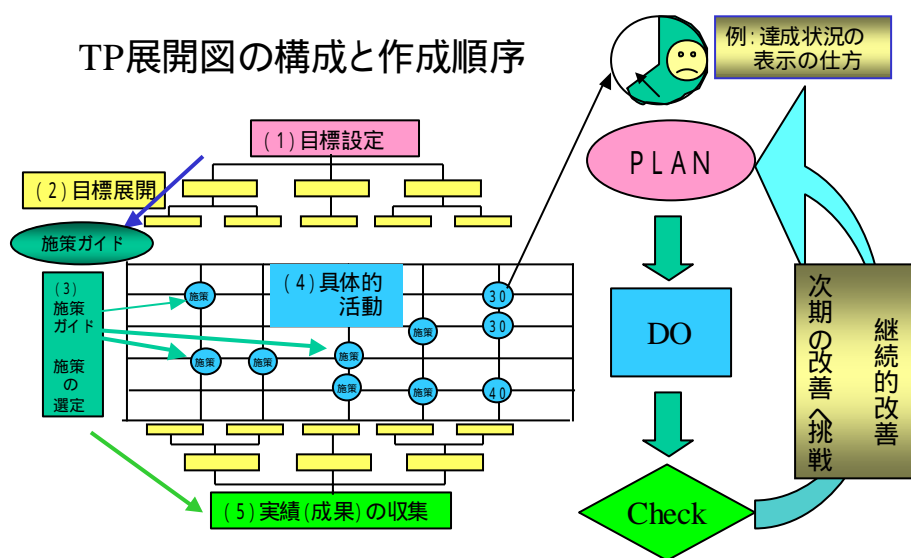 TP展開図の構成と作成順序
例:達成状況の
表示の仕方
(1)目標設定
(2)目標展開
施策ガイド
(3)
施策
ガイド
施策
の
選定
(4)具体的
活動
施策
30
30
施策
施策
施策
施策
施策
施策
40
(5)実績(成果)の収集
PLAN
DO
Check
継続的改善
次期の改善へ挑戦